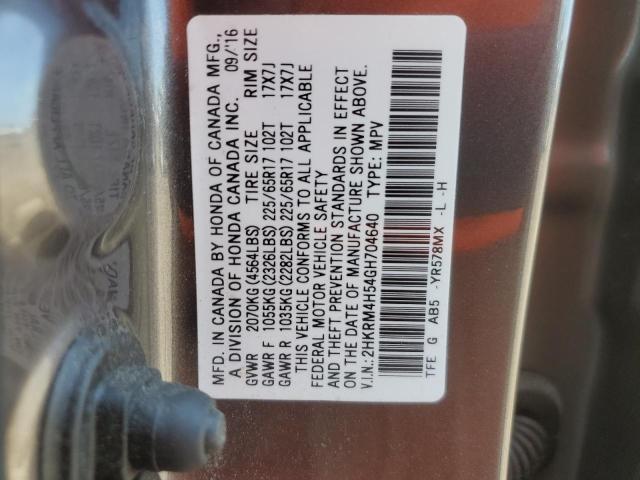 MFD. IN CANADA BY HONDA OF CANADA MFG.,
A DIVISION OF HONDA CANADA INC. 09/'16
GVWR 2070KG(4564LBS) TIRE SIZE RIM SIZE
GAWR F 1055KG(2326LBS) 225/65R17 102T 17X7J
GAWR R 1035KG(2282LBS) 225/65R17 102T 17X7J
THIS VEHICLE CONFORMS TO ALL APPLICABLE
FEDERAL MOTOR VEHICLE SAFETY
AND THEFT PREVENTION STANDARDS IN EFFECT
ON THE DATE OF MANUFACTURE SHOWN ABOVE.
V.I.N.: 2HKRM4H54GH704640 TYPE: MPV
TFE G AB5 -YR578MX -L -H